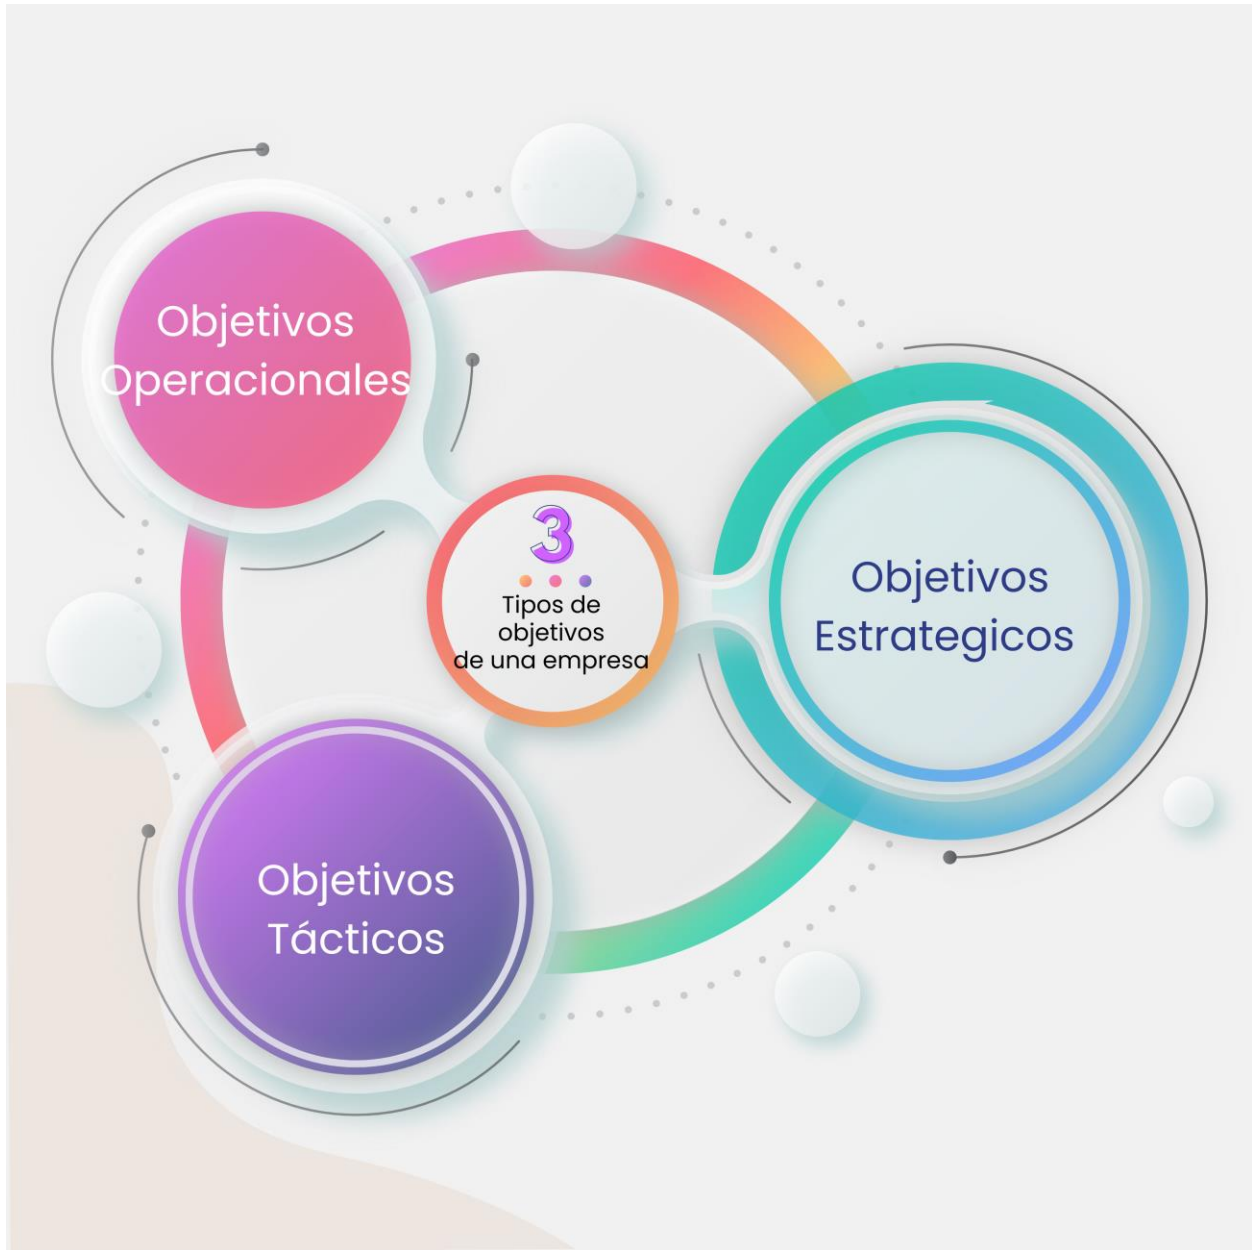 Objetivos
Operacionales
3
Tipos de
objetivos
de una empresa
Objetivos
Estrategicos
Objetivos
Tácticos